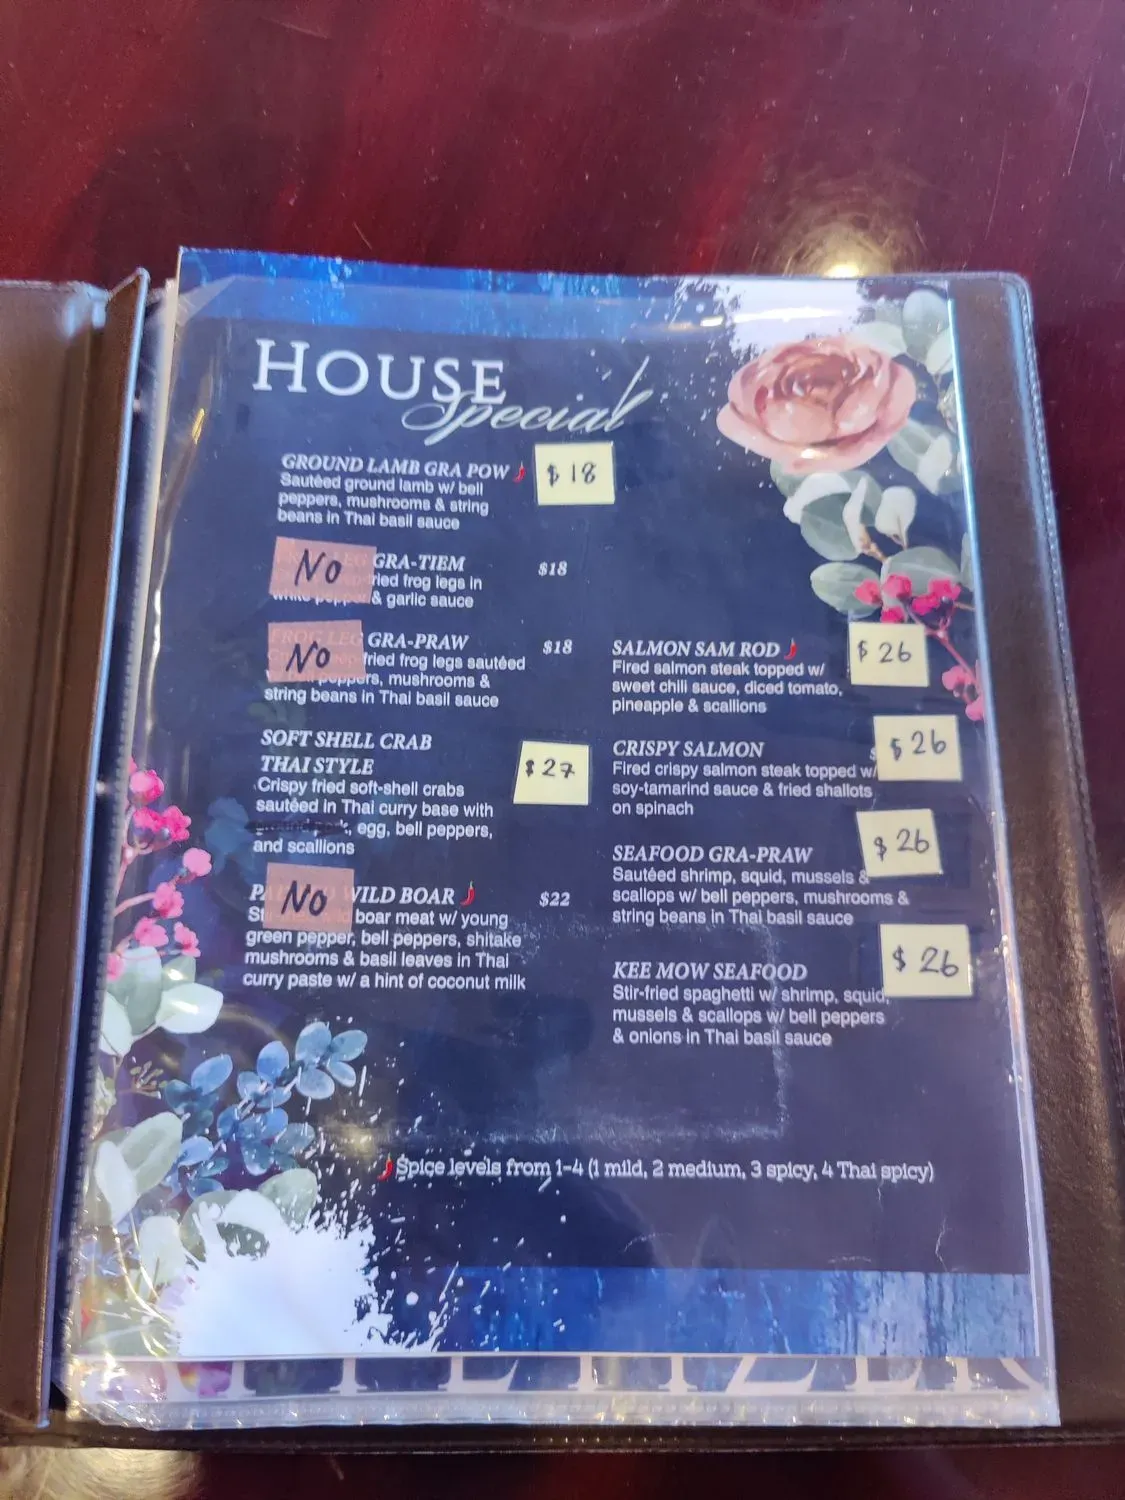 HOUSE
Special
GROUND LAMB GRA POW
$18
Sautéed ground lamb w/ bell
peppers, mushrooms & string
beans in Thai basil sauce
No
GRA-TIEM
$18
fried frog legs in
white pepper & garlic sauce
FROG LEG GRA-PRAW
$18
No
fried frog legs sautéed
w/ bell peppers, mushrooms &
string beans in Thai basil sauce
SOFT SHELL CRAB
THAI STYLE
$27
Crispy fried soft-shell crabs
sautéed in Thai curry base with
ground pork, egg, bell peppers,
and scallions
No
WILD BOAR
$22
boar meat w/ young
green pepper, bell peppers, shitake
mushrooms & basil leaves in Thai
curry paste w/ a hint of coconut milk
SALMON SAM ROD
$26
Fired salmon steak topped w/
sweet chili sauce, diced tomato,
pineapple & scallions
CRISPY SALMON
$26
Fired crispy salmon steak topped w/
soy-tamarind sauce & fried shallots
on spinach
SEAFOOD GRA-PRAW
$26
Sautéed shrimp, squid, mussels &
scallops w/ bell peppers, mushrooms &
string beans in Thai basil sauce
KEE MOW SEAFOOD
$26
Stir-fried spaghetti w/ shrimp, squid,
mussels & scallops w/ bell peppers
& onions in Thai basil sauce
Spice levels from 1-4 (1 mild, 2 medium, 3 spicy, 4 Thai spicy)